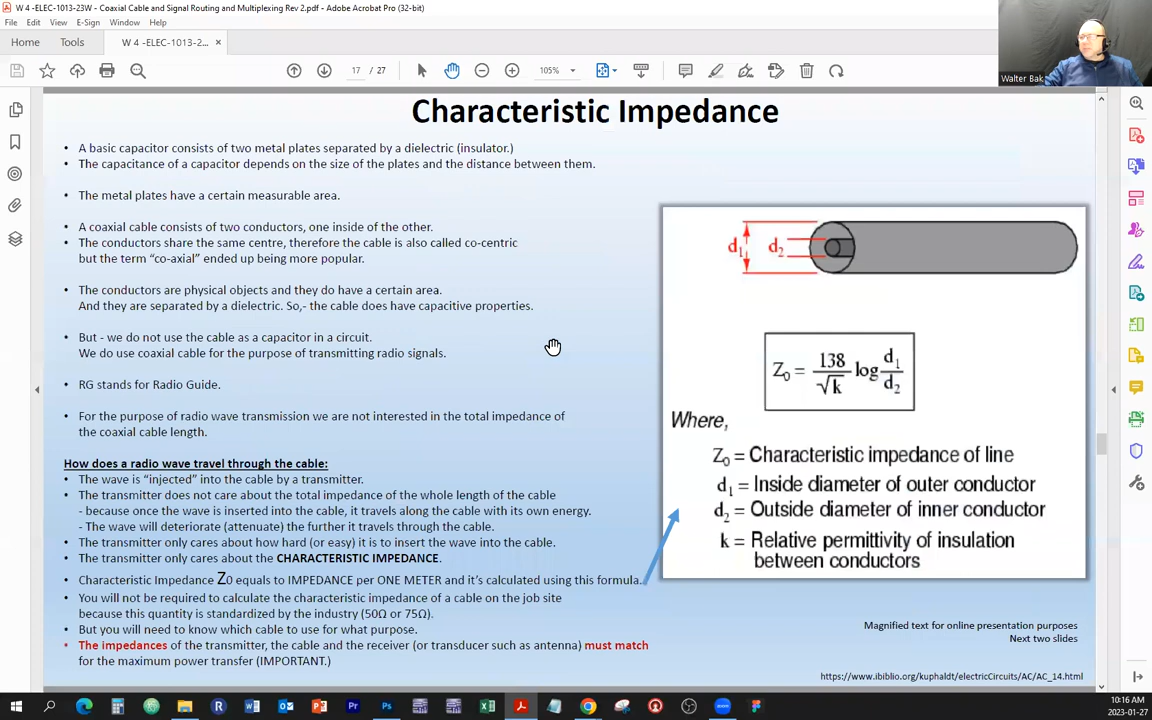 W 4 -ELEC-1013-23W - Coaxial Cable and Signal Routing and Multiplexing Rev 2.pdf - Adobe Acrobat Pro (32-bit)
File Edit View E-Sign Window Help
Home Tools W 4 -ELEC-1013-2... ×
17 / 27 105%
Walter Bak
Characteristic Impedance
• A basic capacitor consists of two metal plates separated by a dielectric (insulator.)
• The capacitance of a capacitor depends on the size of the plates and the distance between them.
• The metal plates have a certain measurable area.
• A coaxial cable consists of two conductors, one inside of the other.
• The conductors share the same centre, therefore the cable is also called co-centric
but the term “co-axial” ended up being more popular.
• The conductors are physical objects and they do have a certain area.
And they are separated by a dielectric. So,- the cable does have capacitive properties.
• But - we do not use the cable as a capacitor in a circuit.
We do use coaxial cable for the purpose of transmitting radio signals.
• RG stands for Radio Guide.
• For the purpose of radio wave transmission we are not interested in the total impedance of
the coaxial cable length.
How does a radio wave travel through the cable:
• The wave is “injected” into the cable by a transmitter.
• The transmitter does not care about the total impedance of the whole length of the cable
- because once the wave is inserted into the cable, it travels along the cable with its own energy.
- The wave will deteriorate (attenuate) the further it travels through the cable.
• The transmitter only cares about how hard (or easy) it is to insert the wave into the cable.
• The transmitter only cares about the CHARACTERISTIC IMPEDANCE.
• Characteristic Impedance Z0 equals to IMPEDANCE per ONE METER and it’s calculated using this formula.
• You will not be required to calculate the characteristic impedance of a cable on the job site
because this quantity is standardized by the industry (50Ω or 75Ω).
• But you will need to know which cable to use for what purpose.
• The impedances of the transmitter, the cable and the receiver (or transducer such as antenna) must match
for the maximum power transfer (IMPORTANT.)
d₁ d₂
Z₀ = 138/√k log d₁/d₂
Where,
Z₀ = Characteristic impedance of line
d₁ = Inside diameter of outer conductor
d₂ = Outside diameter of inner conductor
k = Relative permittivity of insulation
between conductors
Magnified text for online presentation purposes
Next two slides
https://www.ibiblio.org/kuphaldt/electricCircuits/AC/AC_14.html
10:16 AM
2023-01-27